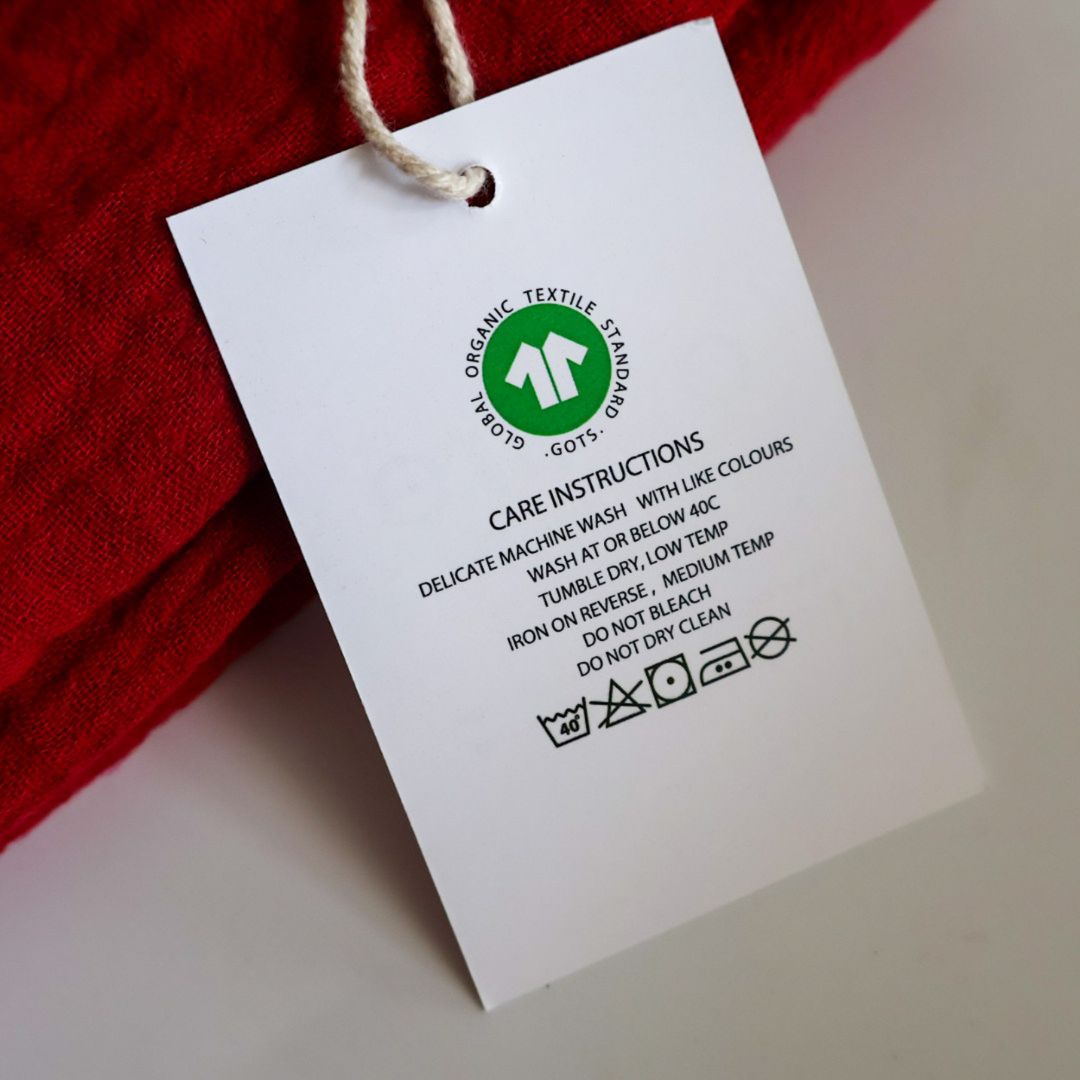 GLOBAL ORGANIC TEXTILE STANDARD
·GOTS·
CARE INSTRUCTIONS
DELICATE MACHINE WASH WITH LIKE COLOURS
WASH AT OR BELOW 40C
TUMBLE DRY, LOW TEMP
IRON ON REVERSE , MEDIUM TEMP
DO NOT BLEACH
DO NOT DRY CLEAN
40°